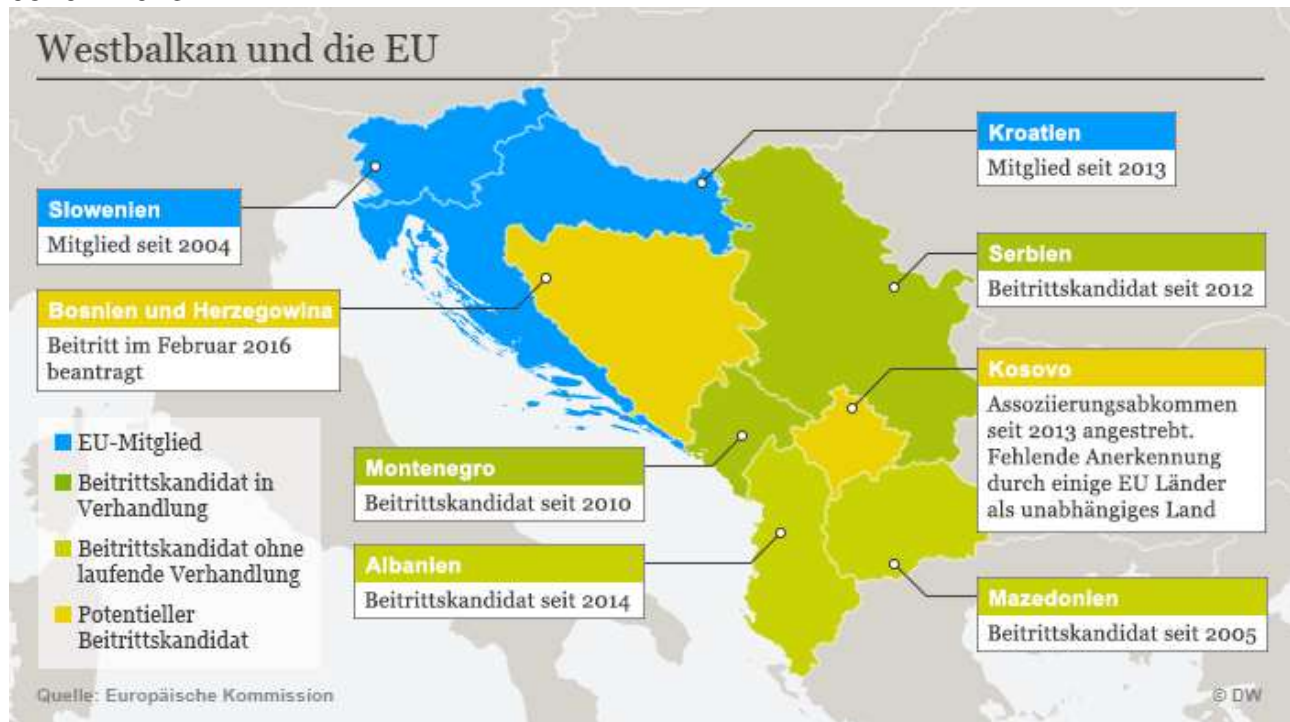 Westbalkan und die EU
Kroatien
Mitglied seit 2013
Slowenien
Mitglied seit 2004
Serbien
Beitrittskandidat seit 2012
Bosnien und Herzegowina
Beitritt im Februar 2016
beantragt
Kosovo
Assoziierungsabkommen
seit 2013 angestrebt.
Fehlende Anerkennung
durch einige EU Länder
als unabhängiges Land
Montenegro
Beitrittskandidat seit 2010
Albanien
Beitrittskandidat seit 2014
Mazedonien
Beitrittskandidat seit 2005
EU-Mitglied
Beitrittskandidat in
Verhandlung
Beitrittskandidat ohne
laufende Verhandlung
Potentieller
Beitrittskandidat
Quelle: Europäische Kommission
© DW